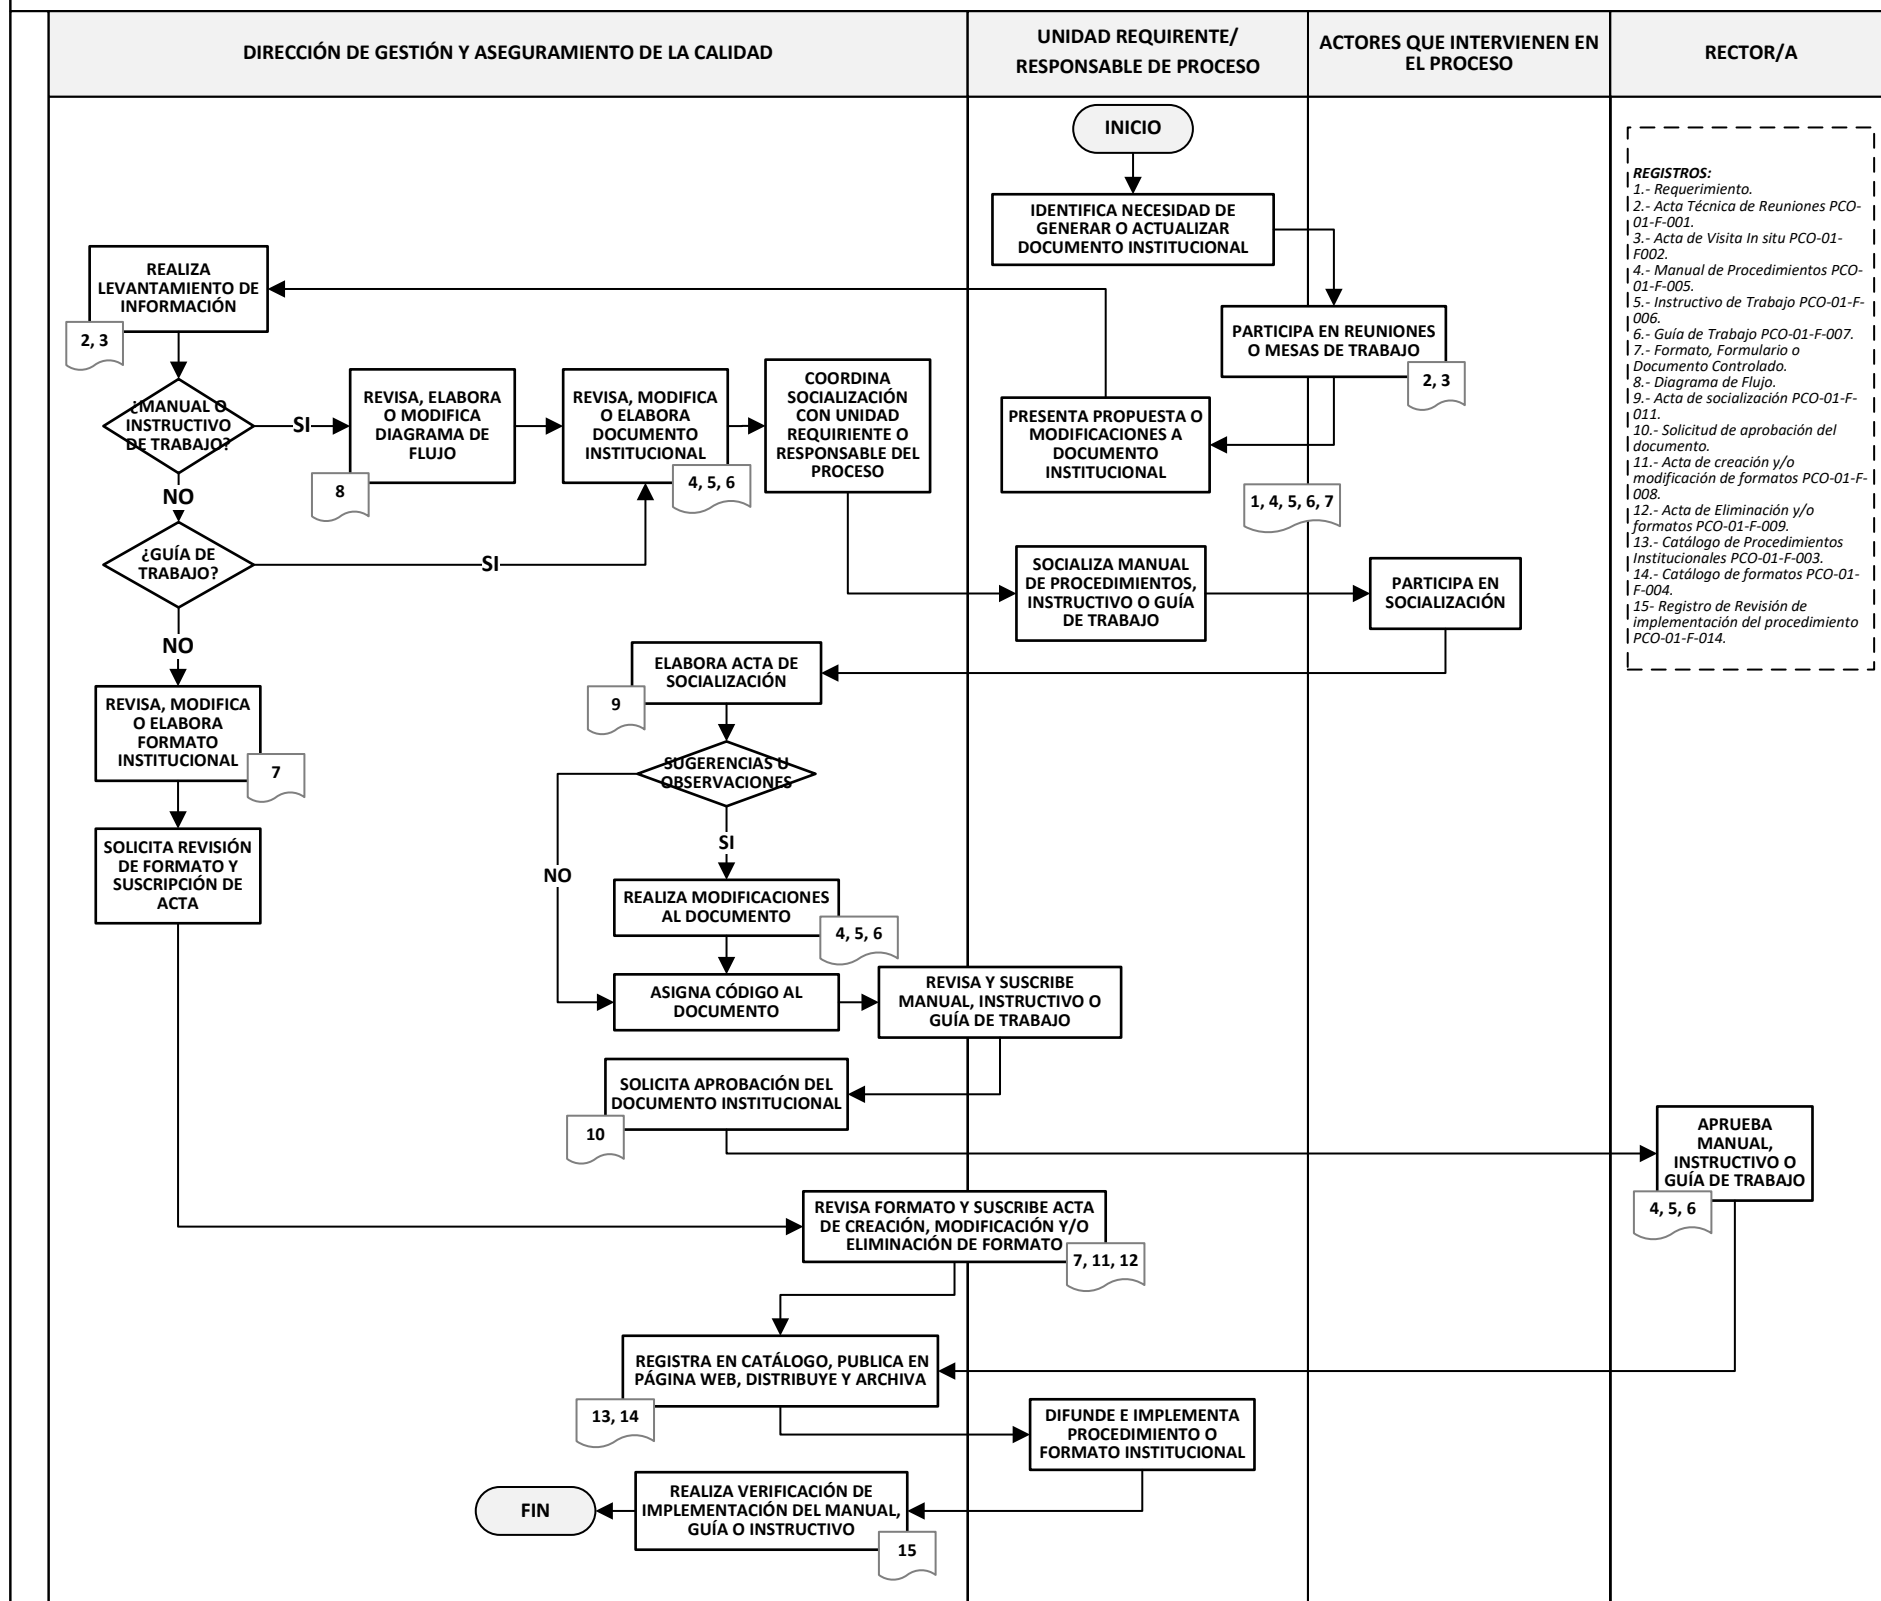 DIRECCIÓN DE GESTIÓN Y ASEGURAMIENTO DE LA CALIDAD
UNIDAD REQUIRENTE/
RESPONSABLE DE PROCESO
ACTORES QUE INTERVIENEN EN
EL PROCESO
RECTOR/A
INICIO
IDENTIFICA NECESIDAD DE
GENERAR O ACTUALIZAR
DOCUMENTO INSTITUCIONAL
PARTICIPA EN REUNIONES
O MESAS DE TRABAJO
2, 3
PRESENTA PROPUESTA O
MODIFICACIONES A
DOCUMENTO
INSTITUCIONAL
1, 4, 5, 6, 7
REALIZA
LEVANTAMIENTO DE
INFORMACIÓN
2, 3
¿MANUAL O
INSTRUCTIVO
DE TRABAJO?
SI
REVISA, ELABORA
O MODIFICA
DIAGRAMA DE
FLUJO
8
REVISA, MODIFICA
O ELABORA
DOCUMENTO
INSTITUCIONAL
4, 5, 6
COORDINA
SOCIALIZACIÓN
CON UNIDAD
REQUIRIENTE O
RESPONSABLE DEL
PROCESO
NO
¿GUÍA DE
TRABAJO?
SI
SOCIALIZA MANUAL
DE PROCEDIMIENTOS,
INSTRUCTIVO O GUÍA
DE TRABAJO
PARTICIPA EN
SOCIALIZACIÓN
NO
REVISA, MODIFICA
O ELABORA
FORMATO
INSTITUCIONAL
7
SOLICITA REVISIÓN
DE FORMATO Y
SUSCRIPCIÓN DE
ACTA
ELABORA ACTA DE
SOCIALIZACIÓN
9
SUGERENCIAS U
OBSERVACIONES
SI
NO
REALIZA MODIFICACIONES
AL DOCUMENTO
4, 5, 6
ASIGNA CÓDIGO AL
DOCUMENTO
REVISA Y SUSCRIBE
MANUAL, INSTRUCTIVO O
GUÍA DE TRABAJO
SOLICITA APROBACIÓN DEL
DOCUMENTO INSTITUCIONAL
10
APRUEBA
MANUAL,
INSTRUCTIVO O
GUÍA DE TRABAJO
4, 5, 6
REVISA FORMATO Y SUSCRIBE ACTA
DE CREACIÓN, MODIFICACIÓN Y/O
ELIMINACIÓN DE FORMATO
7, 11, 12
REGISTRA EN CATÁLOGO, PUBLICA EN
PÁGINA WEB, DISTRIBUYE Y ARCHIVA
13, 14
DIFUNDE E IMPLEMENTA
PROCEDIMIENTO O
FORMATO INSTITUCIONAL
REALIZA VERIFICACIÓN DE
IMPLEMENTACIÓN DEL MANUAL,
GUÍA O INSTRUCTIVO
15
FIN
REGISTROS:
1.- Requerimiento.
2.- Acta Técnica de Reuniones PCO-
01-F-001.
3.- Acta de Visita In situ PCO-01-
F002.
4.- Manual de Procedimientos PCO-
01-F-005.
5.- Instructivo de Trabajo PCO-01-F-
006.
6.- Guía de Trabajo PCO-01-F-007.
7.- Formato, Formulario o
Documento Controlado.
8.- Diagrama de Flujo.
9.- Acta de socialización PCO-01-F-
011.
10.- Solicitud de aprobación del
documento.
11.- Acta de creación y/o
modificación de formatos PCO-01-F-
008.
12.- Acta de Eliminación y/o
formatos PCO-01-F-009.
13.- Catálogo de Procedimientos
Institucionales PCO-01-F-003.
14.- Catálogo de formatos PCO-01-
F-004.
15- Registro de Revisión de
implementación del procedimiento
PCO-01-F-014.